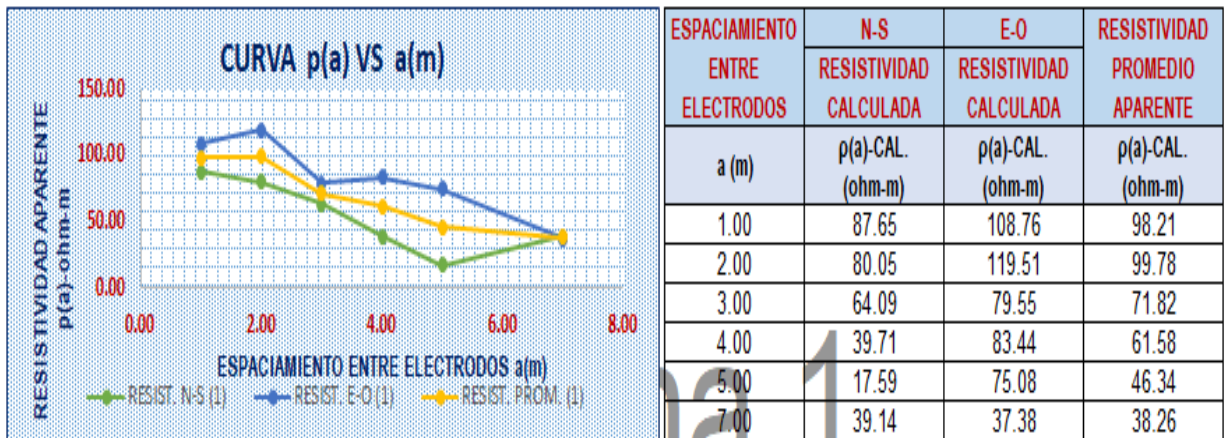 CURVA p(a) VS a(m)
RESISTIVIDAD APARENTE
p(a)-ohm-m
150.00
100.00
50.00
0.00
0.00 2.00 4.00 6.00 8.00
ESPACIAMIENTO ENTRE ELECTRODOS a(m)
RESIST. N-S (1) RESIST. E-O (1) RESIST. PROM. (1)
ESPACIAMIENTO N-S E-O RESISTIVIDAD
ENTRE RESISTIVIDAD RESISTIVIDAD PROMEDIO
ELECTRODOS CALCULADA CALCULADA APARENTE
a (m) ρ(a)-CAL. ρ(a)-CAL. ρ(a)-CAL.
(ohm-m) (ohm-m) (ohm-m)
1.00 87.65 108.76 98.21
2.00 80.05 119.51 99.78
3.00 64.09 79.55 71.82
4.00 39.71 83.44 61.58
5.00 17.59 75.08 46.34
7.00 39.14 37.38 38.26